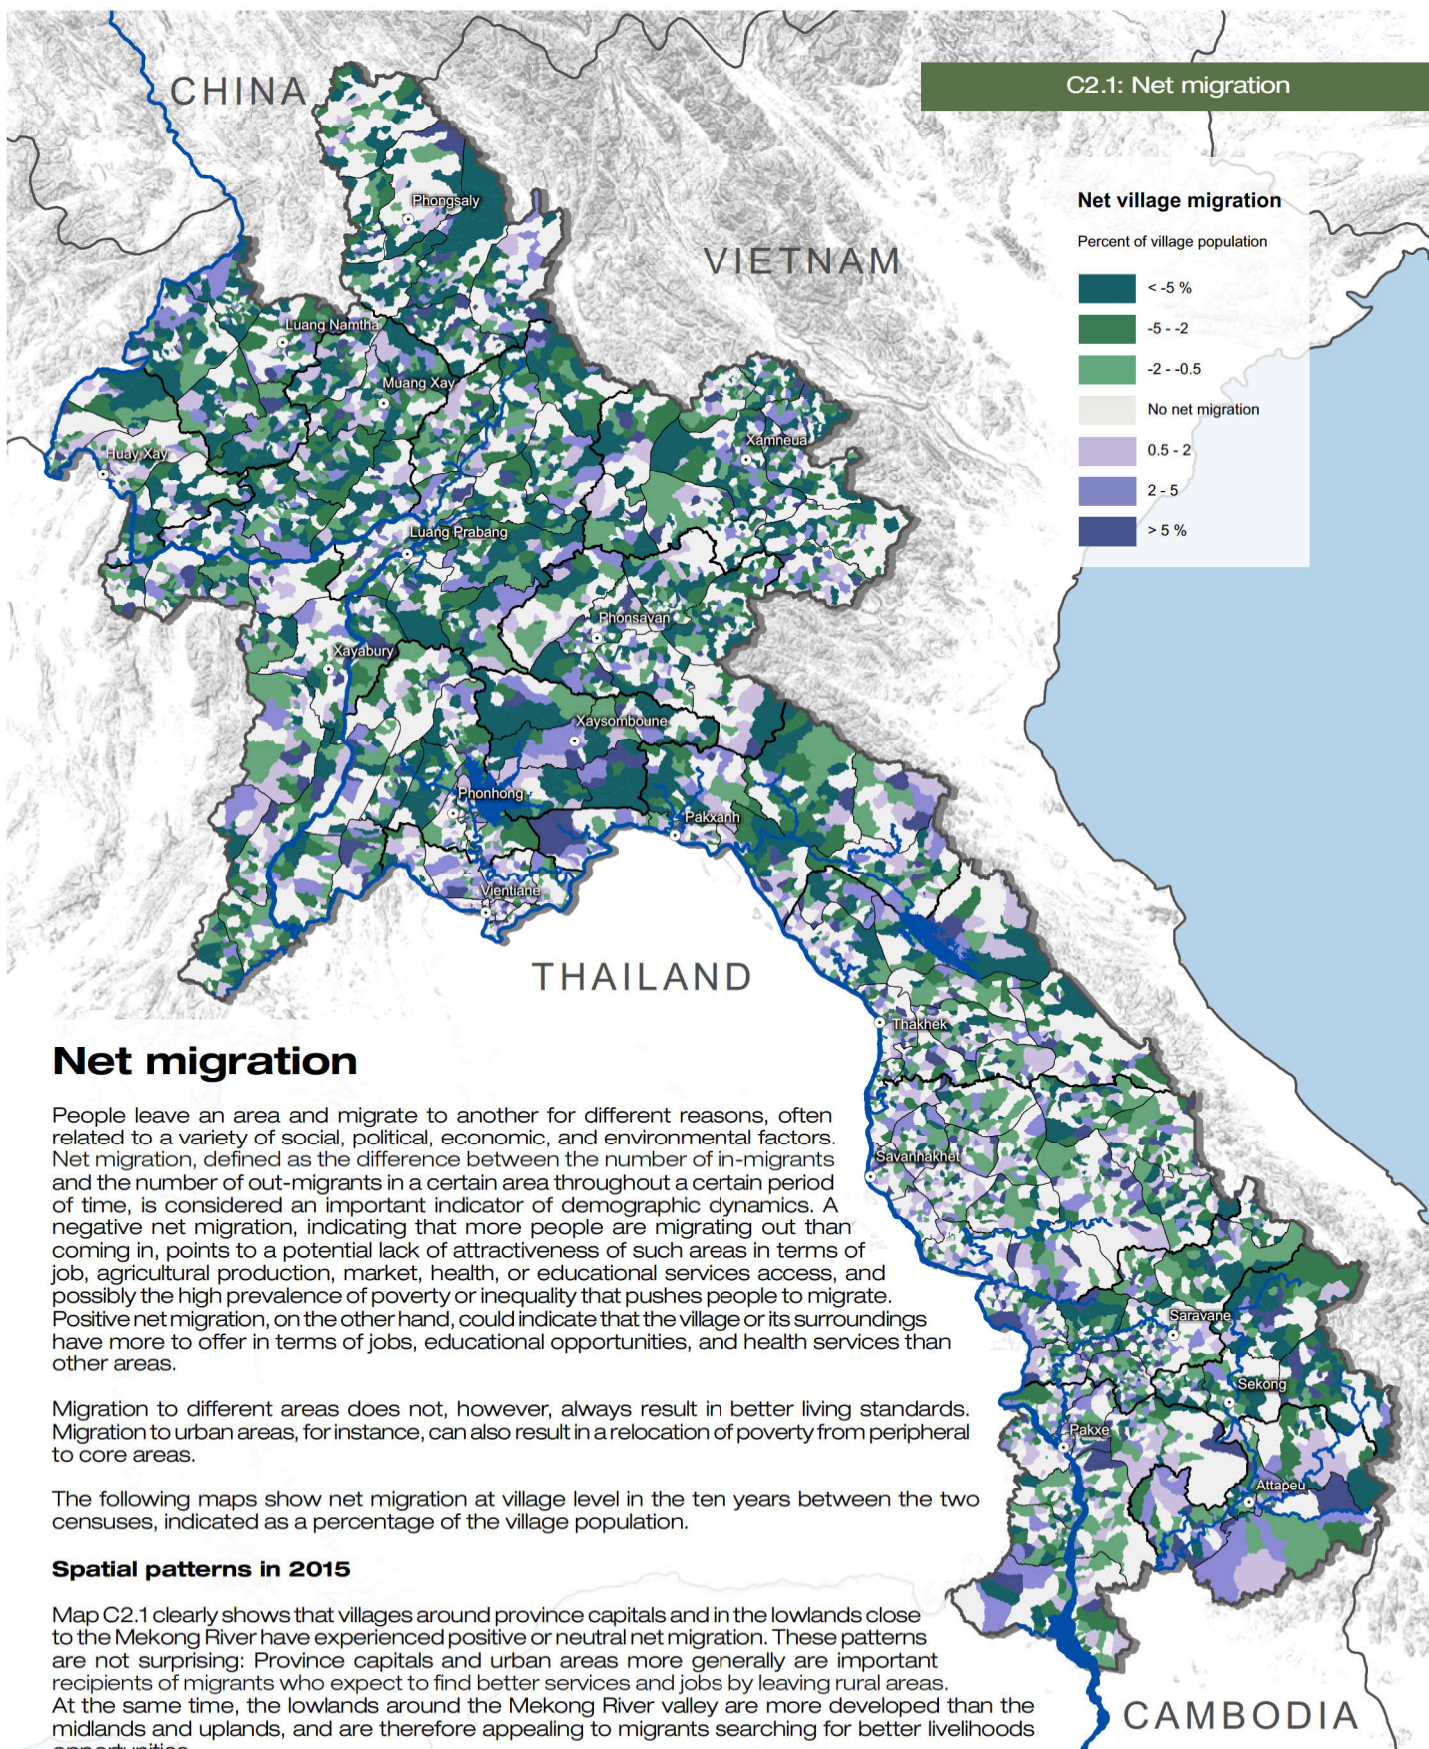 CHINA
C2.1: Net migration
Net village migration
Percent of village population
< -5 %
-5 - -2
-2 - -0.5
No net migration
0.5 - 2
2 - 5
> 5 %
VIETNAM
Phongsaly
Luang Namtha
Muang Xay
Xamneua
Huay Xay
Luang Prabang
Phonsavan
Xayabury
Xaysomboune
Phonhong
Pakxanh
Vientiane
THAILAND
Thakhek
Savannakhet
Saravane
Sekong
Pakxe
Attapeu
CAMBODIA
Net migration
People leave an area and migrate to another for different reasons, often
related to a variety of social, political, economic, and environmental factors.
Net migration, defined as the difference between the number of in-migrants
and the number of out-migrants in a certain area throughout a certain period
of time, is considered an important indicator of demographic dynamics. A
negative net migration, indicating that more people are migrating out than
coming in, points to a potential lack of attractiveness of such areas in terms of
job, agricultural production, market, health, or educational services access, and
possibly the high prevalence of poverty or inequality that pushes people to migrate.
Positive net migration, on the other hand, could indicate that the village or its surroundings
have more to offer in terms of jobs, educational opportunities, and health services than
other areas.
Migration to different areas does not, however, always result in better living standards.
Migration to urban areas, for instance, can also result in a relocation of poverty from peripheral
to core areas.
The following maps show net migration at village level in the ten years between the two
censuses, indicated as a percentage of the village population.
Spatial patterns in 2015
Map C2.1 clearly shows that villages around province capitals and in the lowlands close
to the Mekong River have experienced positive or neutral net migration. These patterns
are not surprising: Province capitals and urban areas more generally are important
recipients of migrants who expect to find better services and jobs by leaving rural areas.
At the same time, the lowlands around the Mekong River valley are more developed than the
midlands and uplands, and are therefore appealing to migrants searching for better livelihoods